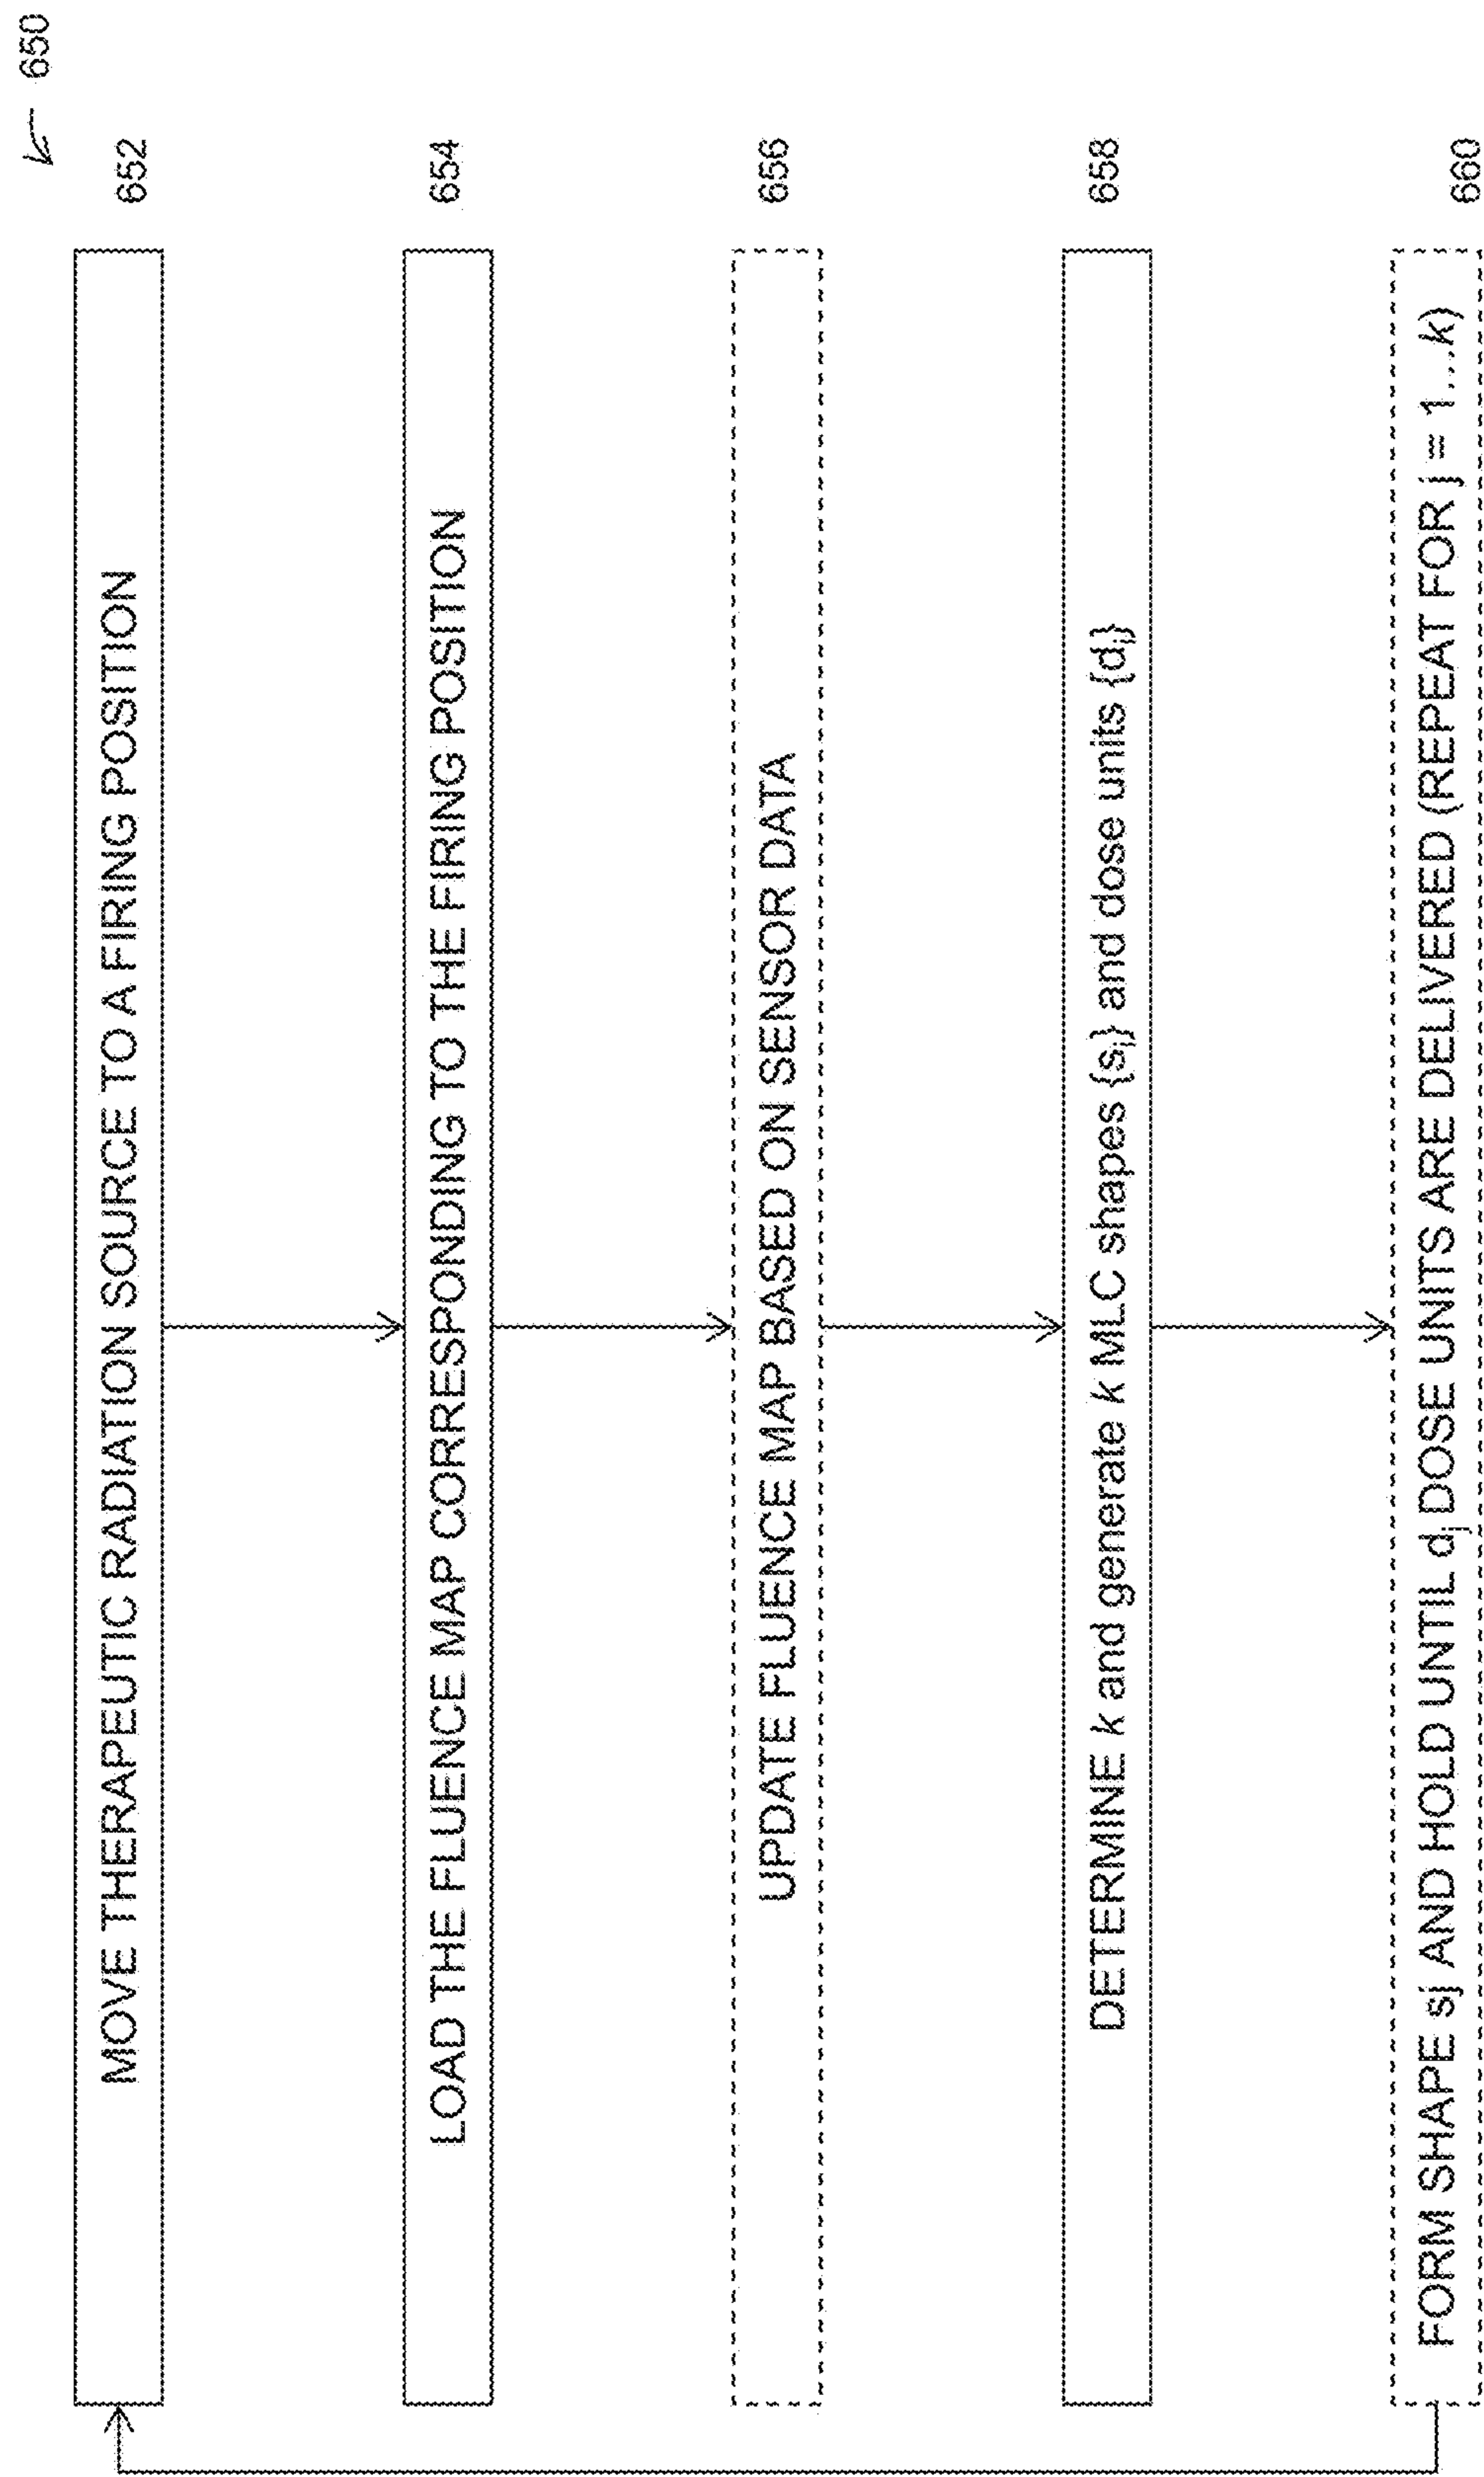 650
MOVE THERAPEUTIC RADIATION SOURCE TO A FIRING POSITION
652
LOAD THE FLUENCE MAP CORRESPONDING TO THE FIRING POSITION
654
UPDATE FLUENCE MAP BASED ON SENSOR DATA
656
DETERMINE k and generate k MLC shapes {si} and dose units {di}
658
FORM SHAPE sj AND HOLD UNTIL dj DOSE UNITS ARE DELIVERED (REPEAT FOR j = 1...k)
660